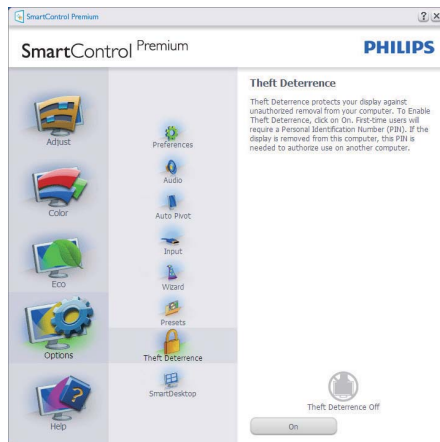 SmartControl Premium
SmartControl Premium
PHILIPS
Adjust
Color
Eco
Options
Help
Preferences
Audio
Auto Pivot
Input
Wizard
Presets
Theft Deterrence
SmartDesktop
Theft Deterrence
Theft Deterrence protects your display against
unauthorized removal from your computer. To Enable
Theft Deterrence, click on On. First-time users will
require a Personal Identification Number (PIN). If the
display is removed from this computer, this PIN is
needed to authorize use on another computer.
Theft Deterrence Off
On